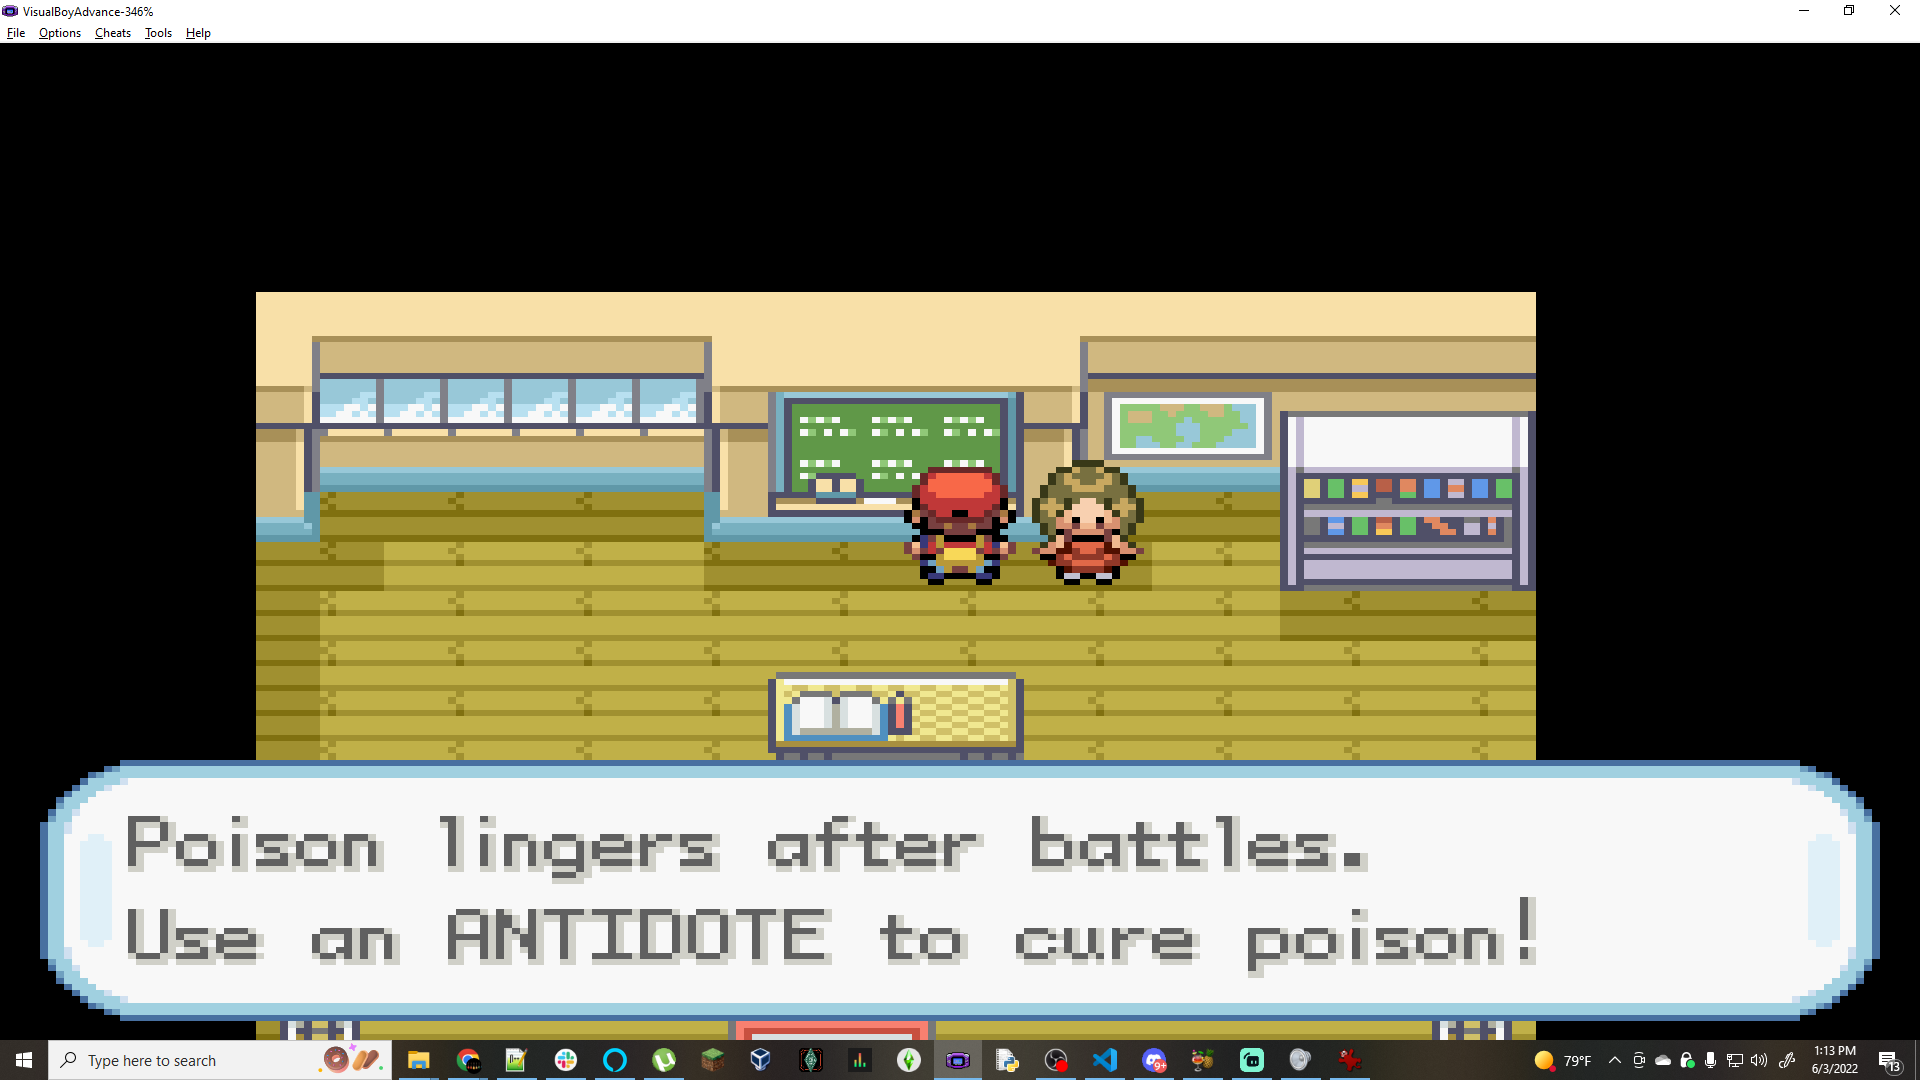 VisualBoyAdvance-346%
File Options Cheats Tools Help
Poison lingers after battles.
Use an ANTIDOTE to cure poison!
Type here to search
9+
79°F
1:13 PM
6/3/2022
13